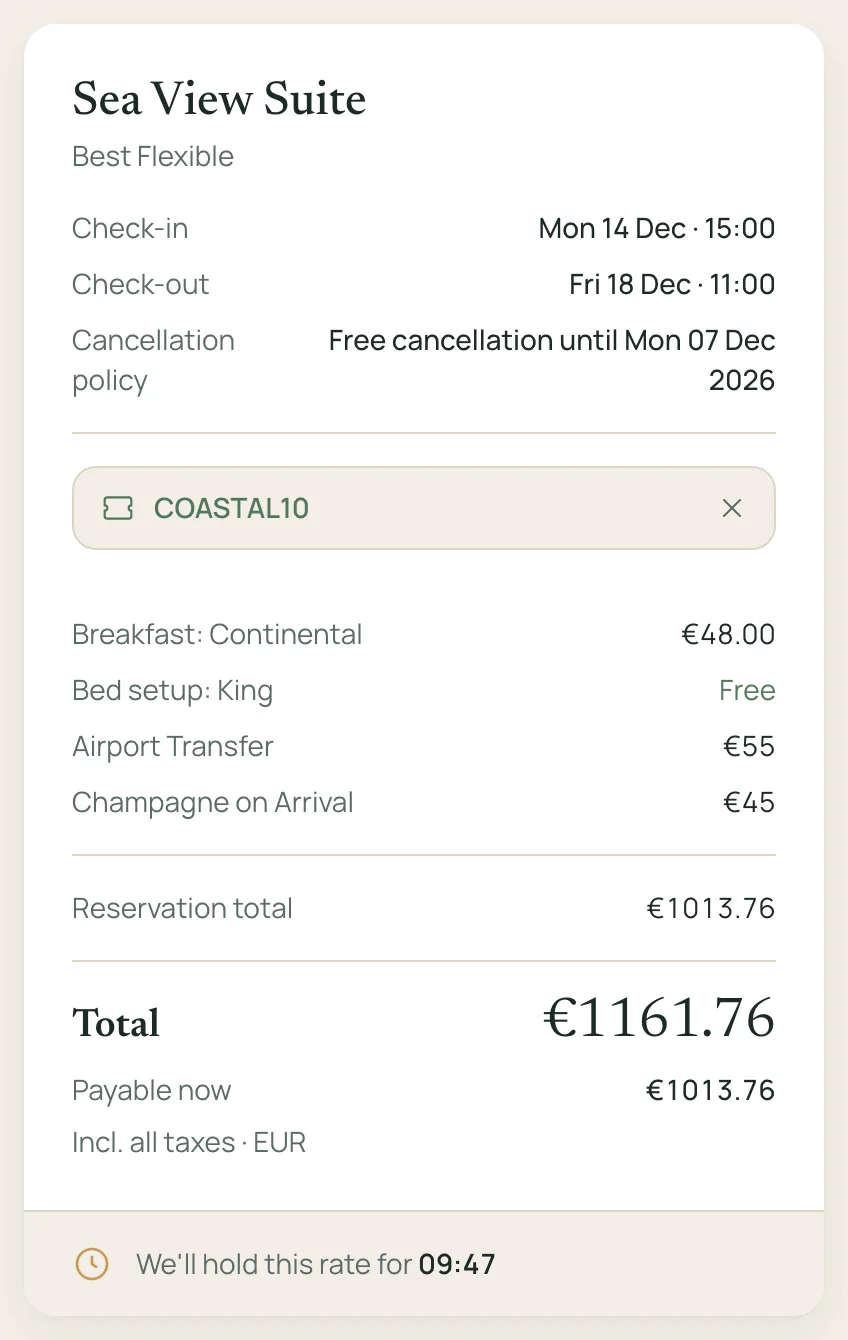 Sea View Suite
Best Flexible
Check-in Mon 14 Dec · 15:00
Check-out Fri 18 Dec · 11:00
Cancellation policy Free cancellation until Mon 07 Dec 2026
COASTAL10
Breakfast: Continental €48.00
Bed setup: King Free
Airport Transfer €55
Champagne on Arrival €45
Reservation total €1013.76
Total €1161.76
Payable now €1013.76
Incl. all taxes · EUR
We'll hold this rate for 09:47